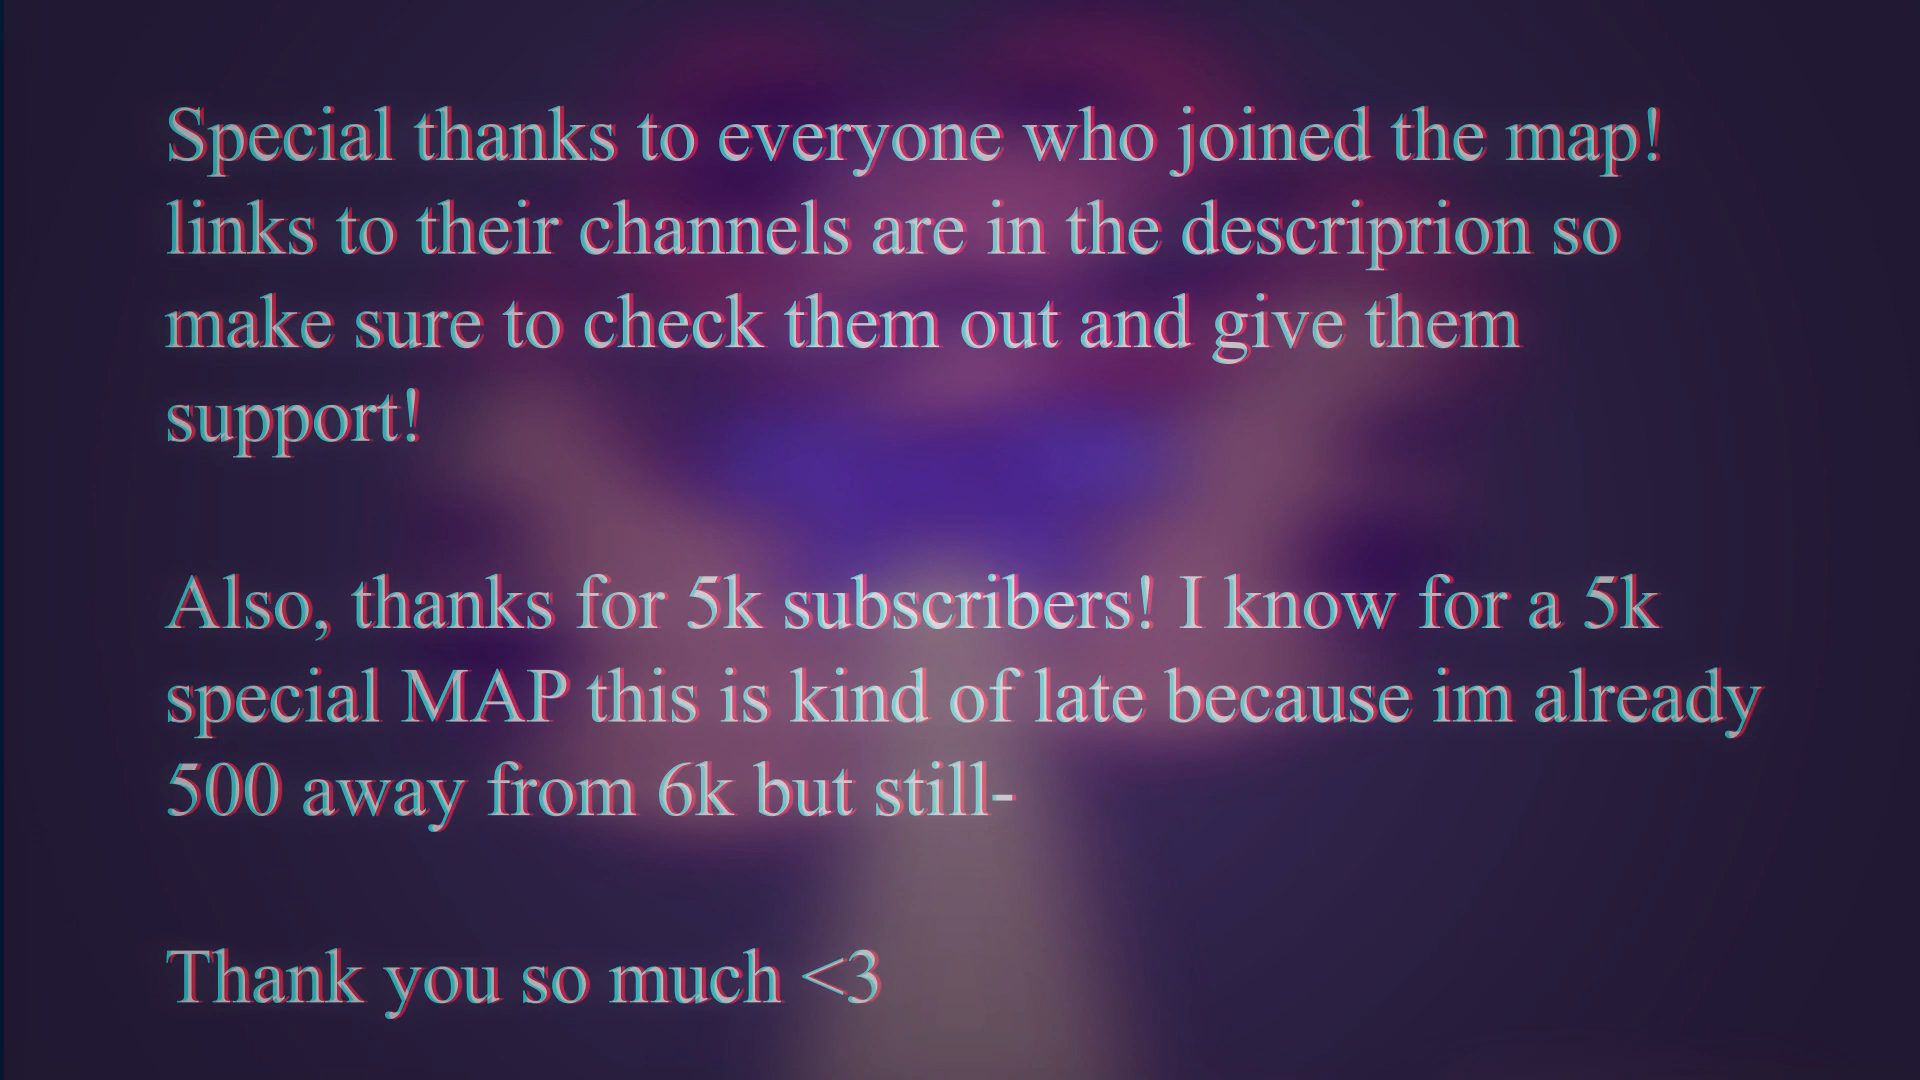 Special thanks to everyone who joined the map!
links to their channels are in the descriprion so
make sure to check them out and give them
support!
Also, thanks for 5k subscribers! I know for a 5k
special MAP this is kind of late because im already
500 away from 6k but still-
Thank you so much <3